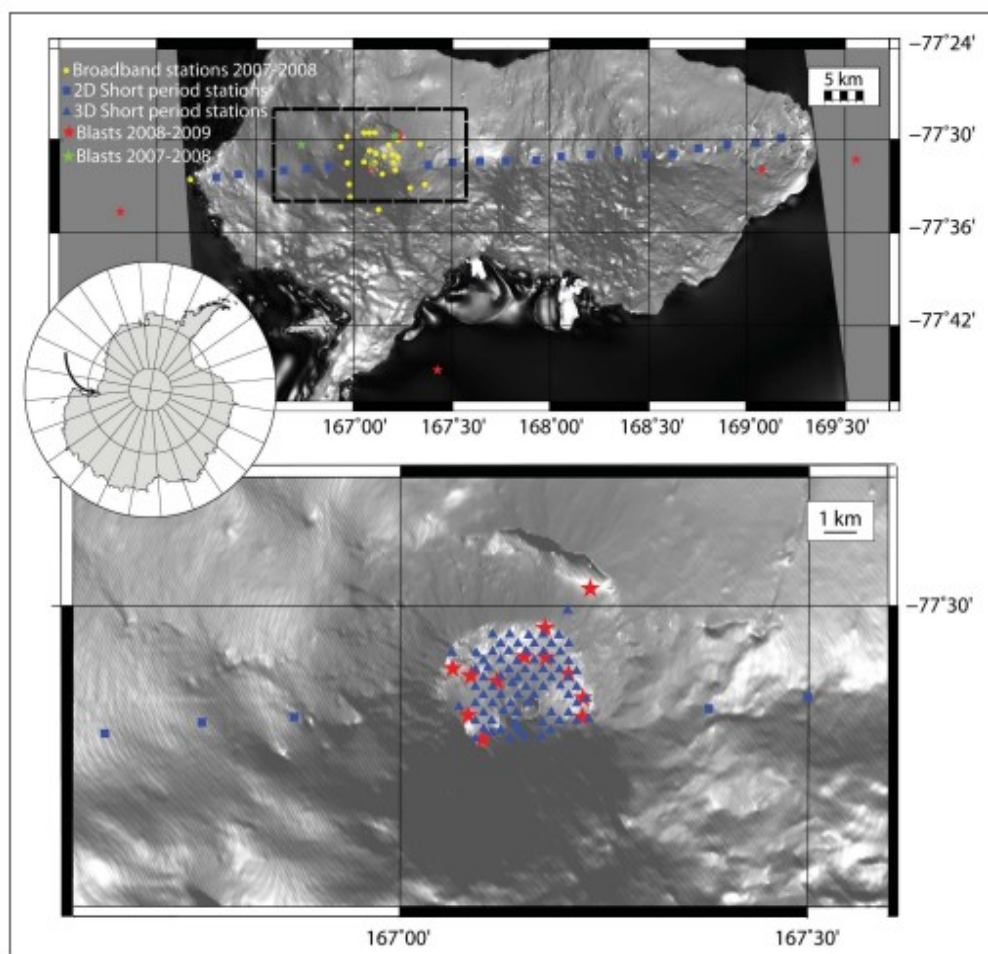 −77˚24'
Broadband stations 2007-2008
2D Short period stations
3D Short period stations
Blasts 2008-2009
Blasts 2007-2008
5 km
−77˚30'
−77˚36'
−77˚42'
167˚00' 167˚30' 168˚00' 168˚30' 169˚00' 169˚30'
1 km
−77˚30'
167˚00' 167˚30'